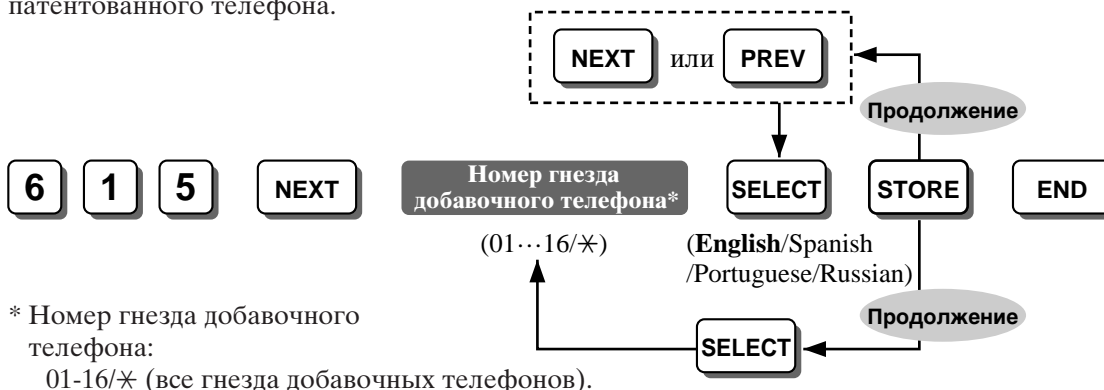 патентованного телефона.
NEXT или PREV
Продолжение
6 1 5 NEXT Номер гнезда добавочного телефона* SELECT STORE END
(01···16/✳)
(English/Spanish
/Portuguese/Russian)
Продолжение
SELECT
* Номер гнезда добавочного
телефона:
01-16/✳ (все гнезда добавочных телефонов).